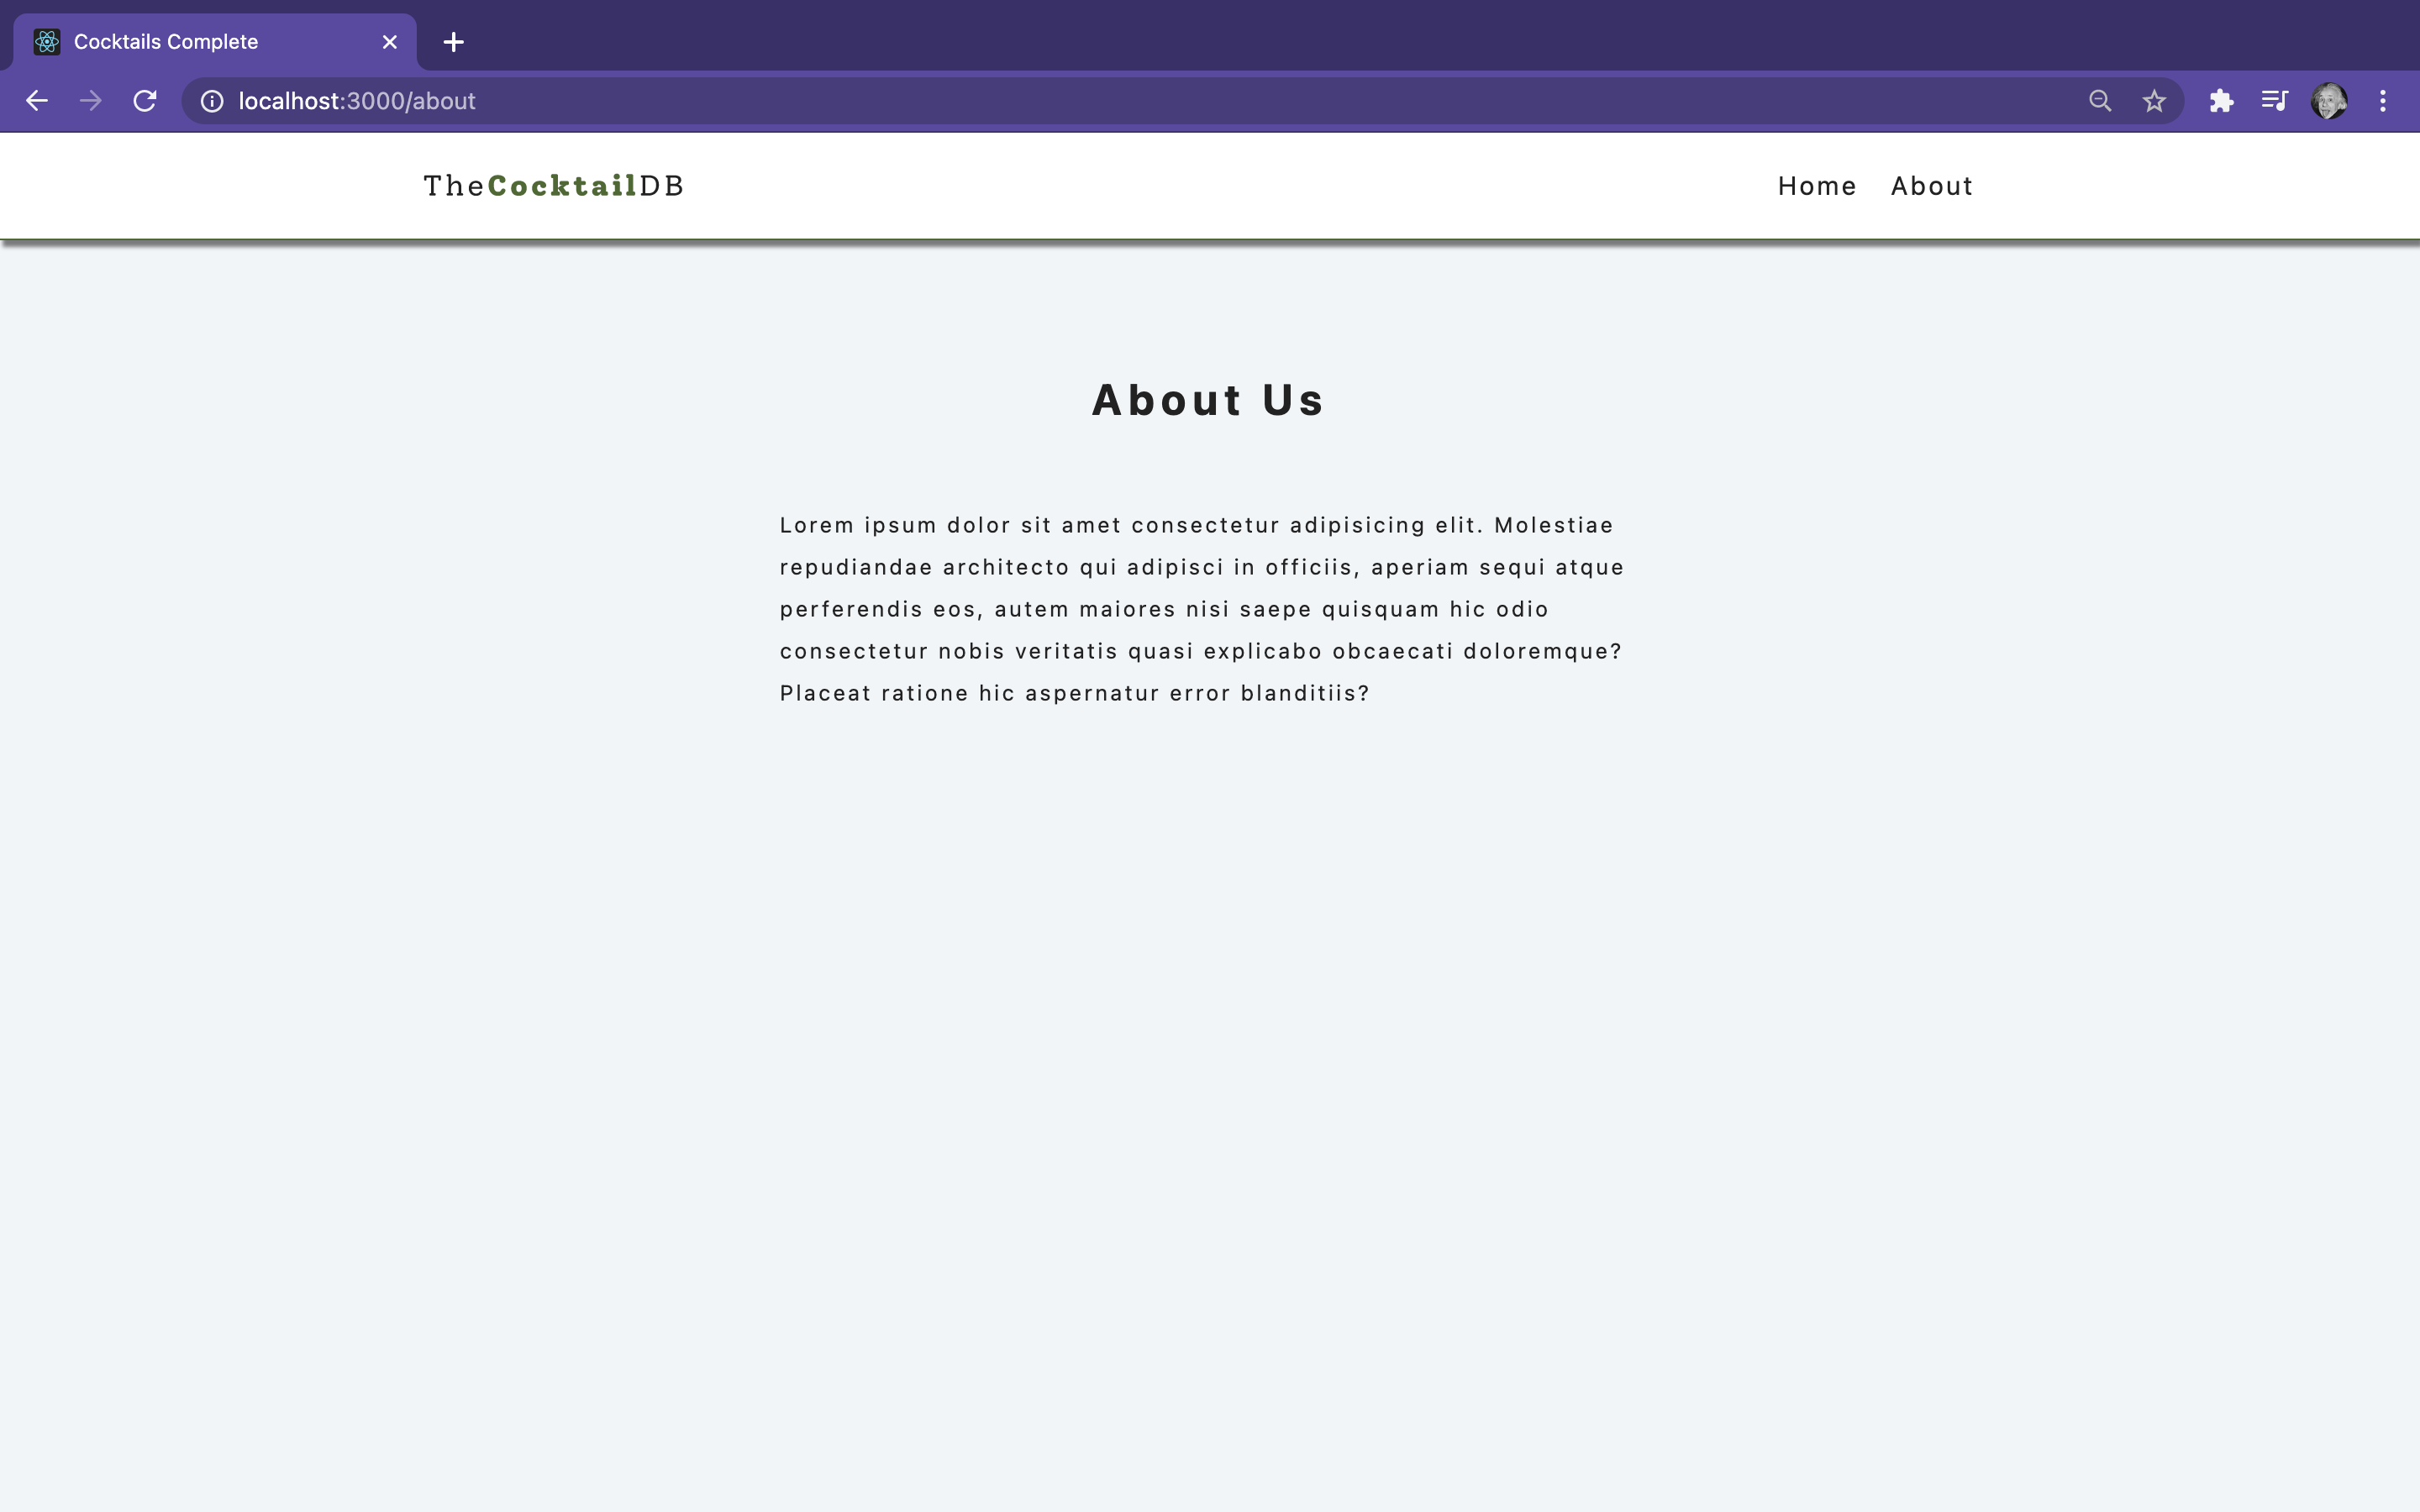 Cocktails Complete
localhost:3000/about
TheCocktailDB
Home About
About Us
Lorem ipsum dolor sit amet consectetur adipisicing elit. Molestiae
repudiandae architecto qui adipisci in officiis, aperiam sequi atque
perferendis eos, autem maiores nisi saepe quisquam hic odio
consectetur nobis veritatis quasi explicabo obcaecati doloremque?
Placeat ratione hic aspernatur error blanditiis?